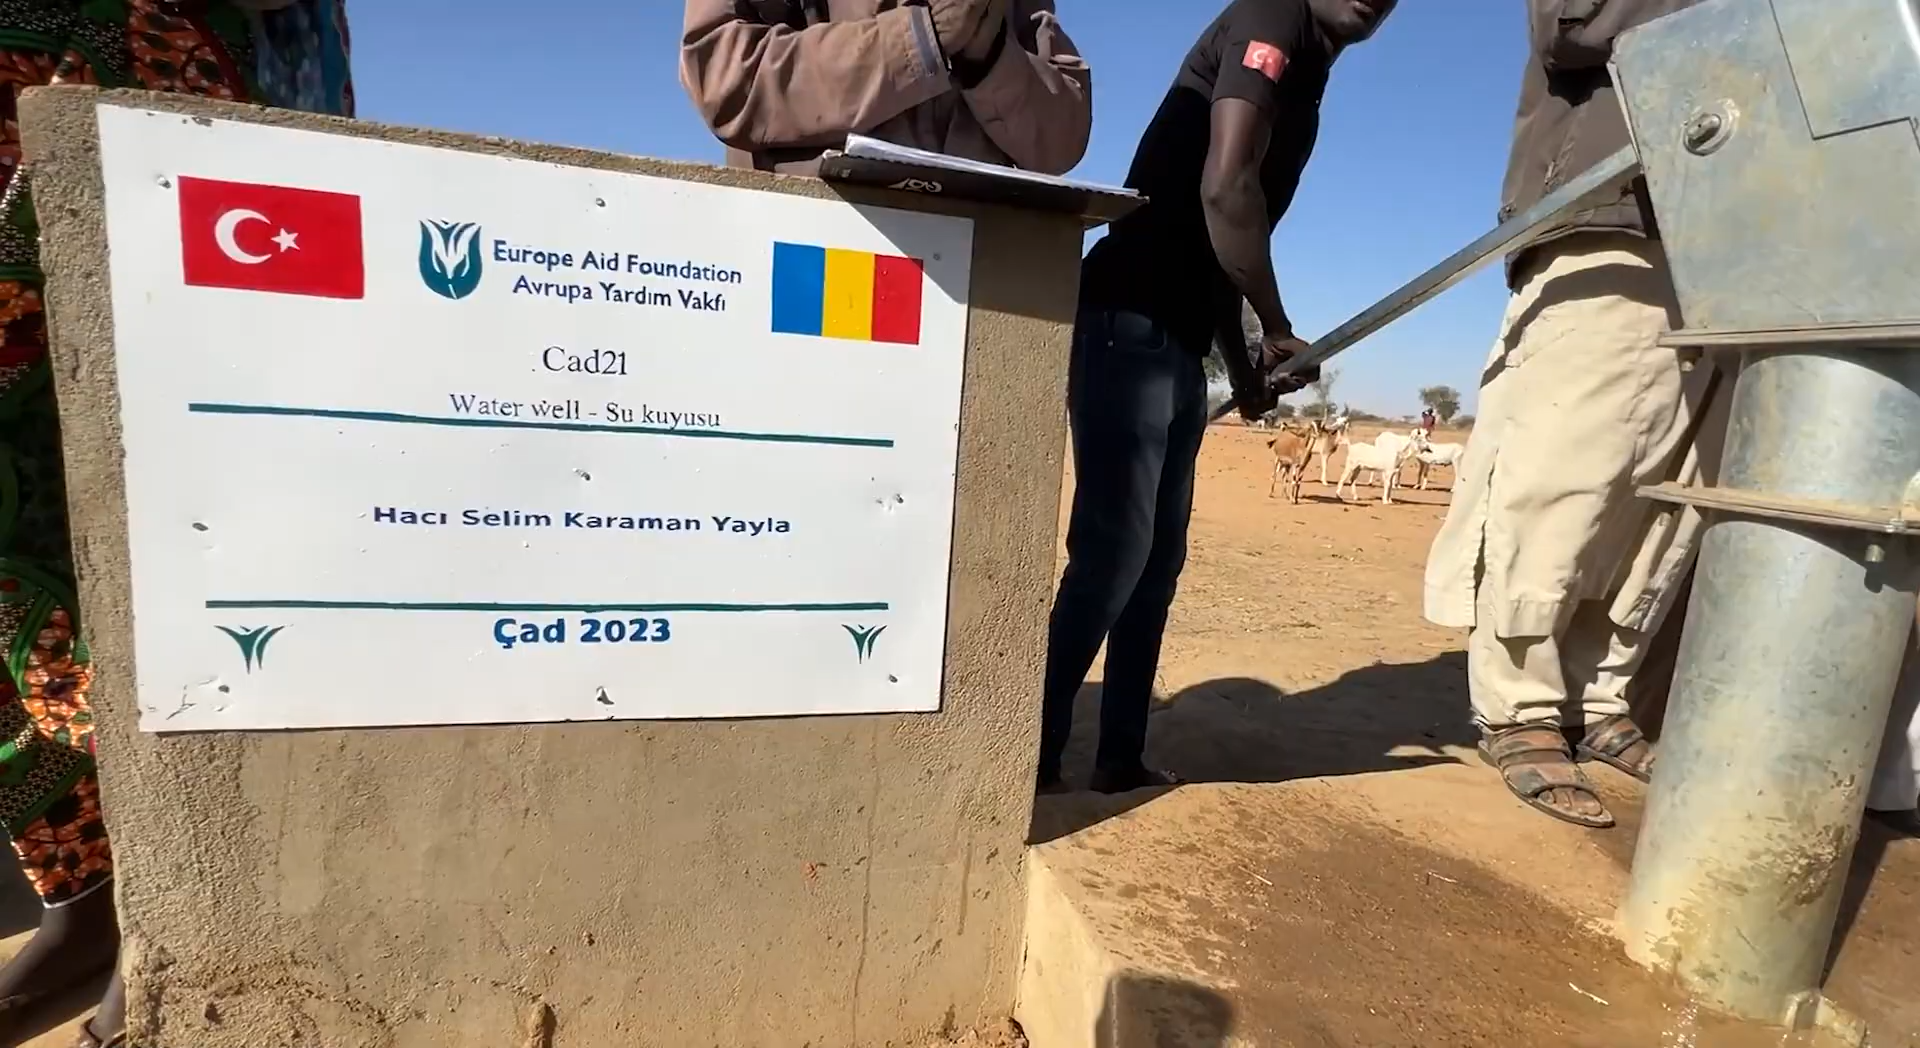 Europe Aid Foundation
Avrupa Yardım Vakfı
Cad21
Water well - Su kuyusu
Hacı Selim Karaman Yayla
Çad 2023